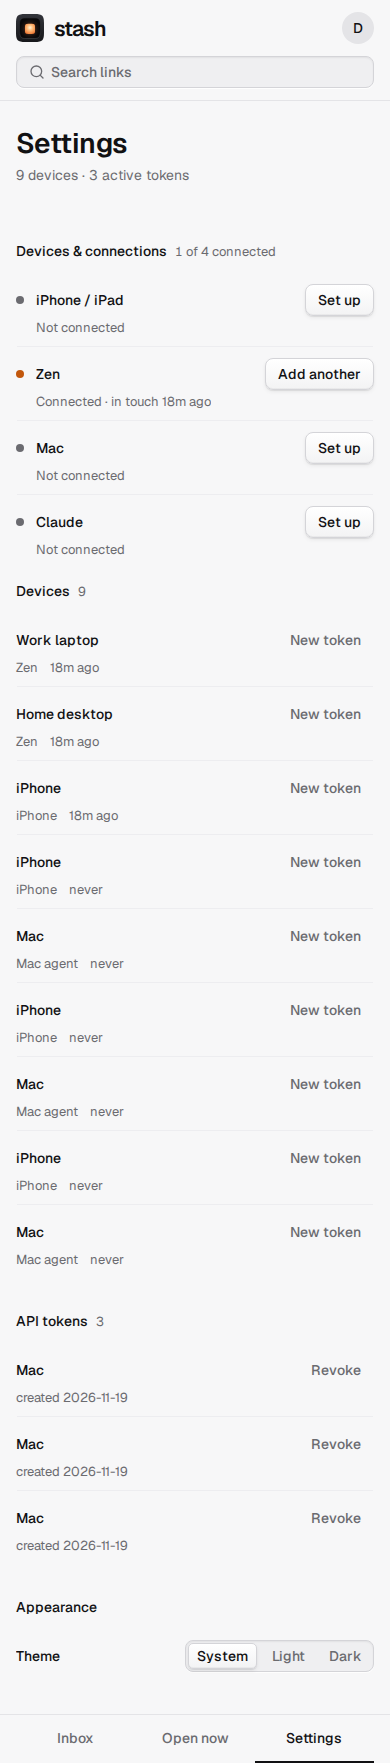 stash
D
Search links
Settings
9 devices · 3 active tokens
Devices & connections 1 of 4 connected
iPhone / iPad Set up
Not connected
Zen Add another
Connected · in touch 18m ago
Mac Set up
Not connected
Claude Set up
Not connected
Devices 9
Work laptop New token
Zen 18m ago
Home desktop New token
Zen 18m ago
iPhone New token
iPhone 18m ago
iPhone New token
iPhone never
Mac New token
Mac agent never
iPhone New token
iPhone never
Mac New token
Mac agent never
iPhone New token
iPhone never
Mac New token
Mac agent never
API tokens 3
Mac Revoke
created 2026-11-19
Mac Revoke
created 2026-11-19
Mac Revoke
created 2026-11-19
Appearance
Theme System Light Dark
Inbox Open now Settings